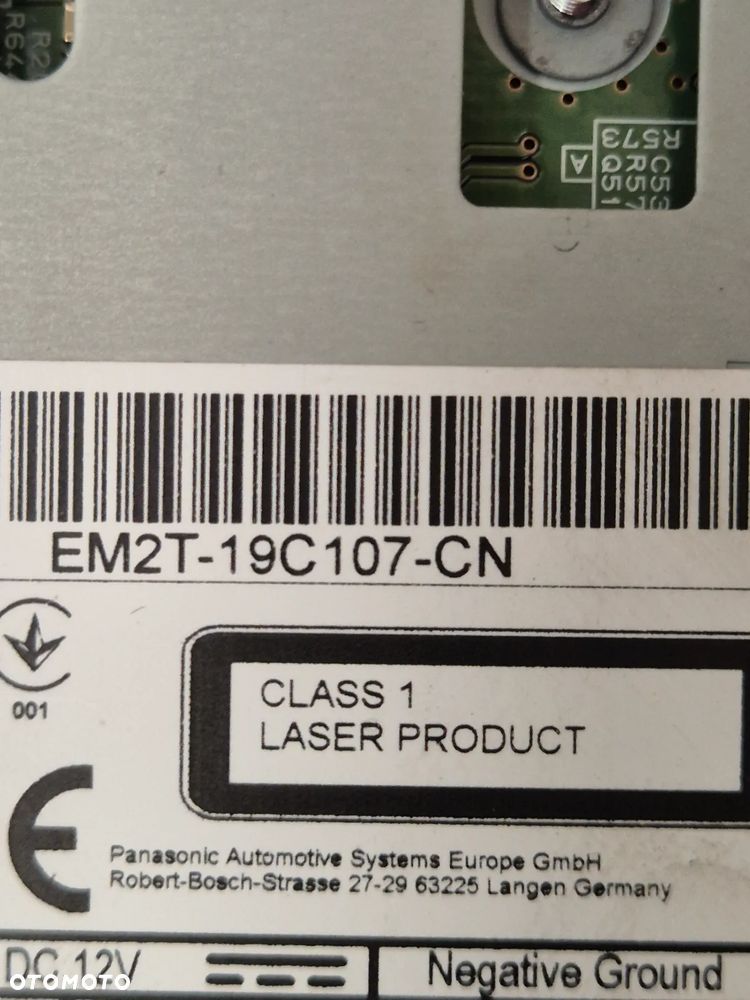 R64
R573
C53
R57
Q51
A
EM2T-19C107-CN
001
CLASS 1
LASER PRODUCT
CE
Panasonic Automotive Systems Europe GmbH
Robert-Bosch-Strasse 27-29 63225 Langen Germany
DC 12V
Negative Ground
OTOMOTO